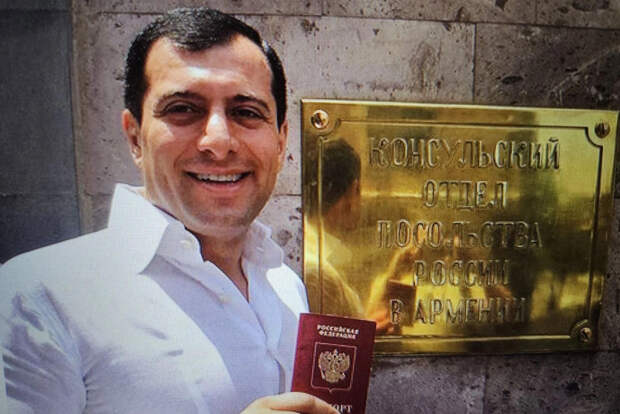 КОНСУЛЬСКИЙ
ОТДЕЛ
ПОСОЛЬСТВА
РОССИИ
В АРМЕНИИ
РОССИЙСКАЯ
ФЕДЕРАЦИЯ